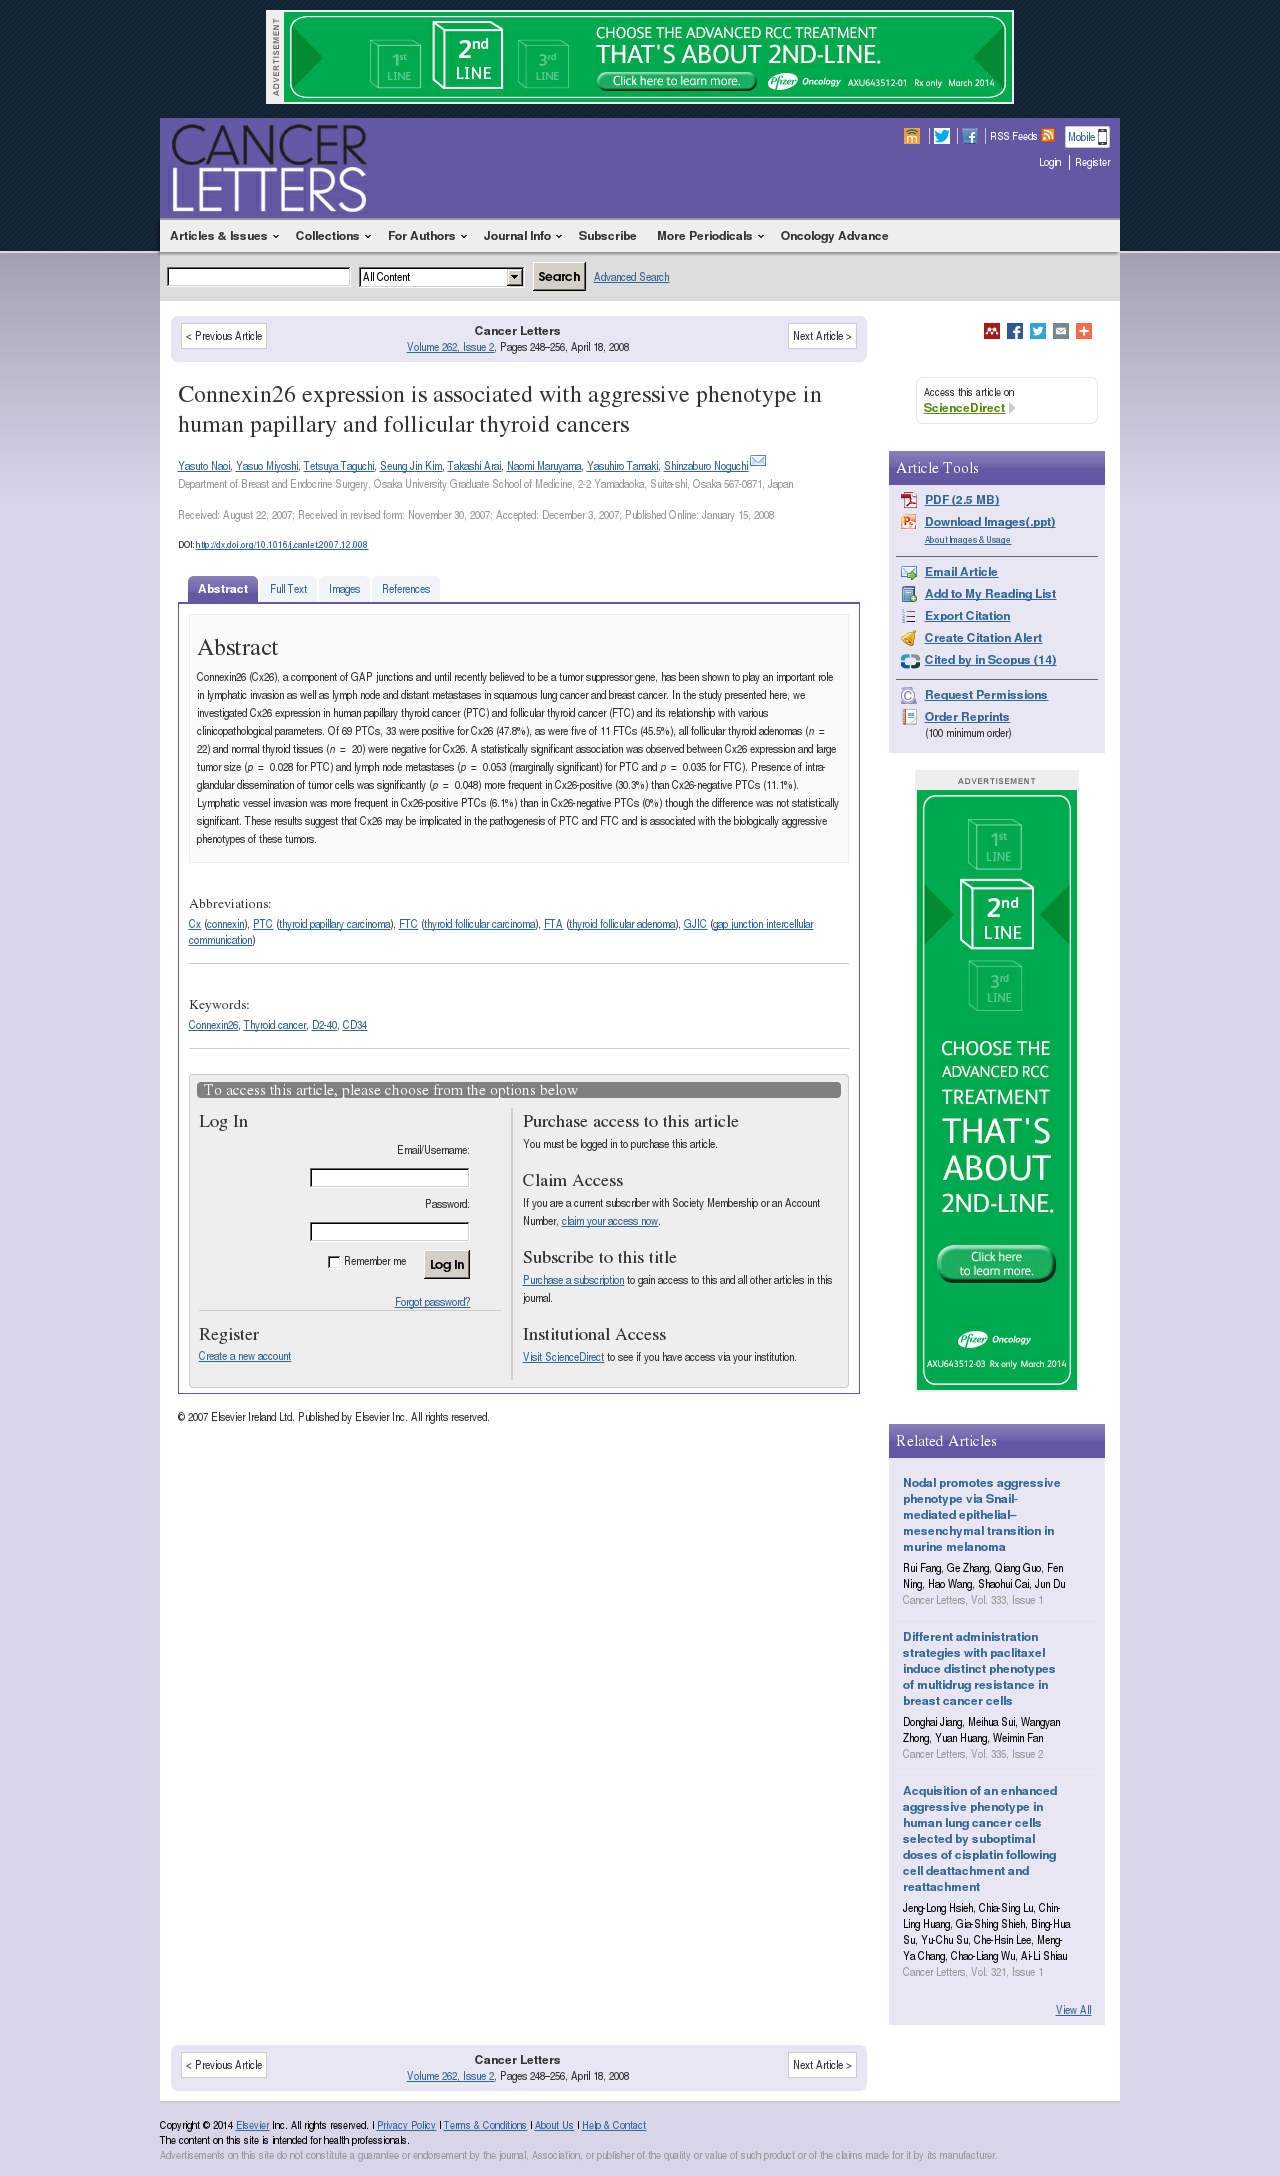 ADVERTISEMENT
1st LINE
2nd LINE
3rd LINE
CHOOSE THE ADVANCED RCC TREATMENT
THAT'S ABOUT 2ND-LINE.
Click here to learn more.
Pfizer Oncology AXU643512-01 Rx only March 2014
CANCER
LETTERS
RSS Feeds
Mobile
Login
Register
Articles & Issues
Collections
For Authors
Journal Info
Subscribe
More Periodicals
Oncology Advance
All Content
Search
Advanced Search
< Previous Article
Cancer Letters
Volume 262, Issue 2, Pages 248–256, April 18, 2008
Next Article >
Connexin26 expression is associated with aggressive phenotype in
human papillary and follicular thyroid cancers
Yasuto Naoi, Yasuo Miyoshi, Tetsuya Taguchi, Seung Jin Kim, Takashi Arai, Naomi Maruyama, Yasuhiro Tamaki, Shinzaburo Noguchi
Department of Breast and Endocrine Surgery, Osaka University Graduate School of Medicine, 2-2 Yamadaoka, Suita-shi, Osaka 567-0871, Japan
Received: August 22, 2007; Received in revised form: November 30, 2007; Accepted: December 3, 2007; Published Online: January 15, 2008
DOI: http://dx.doi.org/10.1016/j.canlet.2007.12.008
Abstract
Full Text
Images
References
Abstract
Connexin26 (Cx26), a component of GAP junctions and until recently believed to be a tumor suppressor gene, has been shown to play an important role
in lymphatic invasion as well as lymph node and distant metastases in squamous lung cancer and breast cancer. In the study presented here, we
investigated Cx26 expression in human papillary thyroid cancer (PTC) and follicular thyroid cancer (FTC) and its relationship with various
clinicopathological parameters. Of 69 PTCs, 33 were positive for Cx26 (47.8%), as were five of 11 FTCs (45.5%), all follicular thyroid adenomas (n =
22) and normal thyroid tissues (n = 20) were negative for Cx26. A statistically significant association was observed between Cx26 expression and large
tumor size (p = 0.028 for PTC) and lymph node metastases (p = 0.053 (marginally significant) for PTC and p = 0.035 for FTC). Presence of intra-
glandular dissemination of tumor cells was significantly (p = 0.048) more frequent in Cx26-positive (30.3%) than Cx26-negative PTCs (11.1%).
Lymphatic vessel invasion was more frequent in Cx26-positive PTCs (6.1%) than in Cx26-negative PTCs (0%) though the difference was not statistically
significant. These results suggest that Cx26 may be implicated in the pathogenesis of PTC and FTC and is associated with the biologically aggressive
phenotypes of these tumors.
Abbreviations:
Cx (connexin), PTC (thyroid papillary carcinoma), FTC (thyroid follicular carcinoma), FTA (thyroid follicular adenoma), GJIC (gap junction intercellular
communication)
Keywords:
Connexin26, Thyroid cancer, D2-40, CD34
To access this article, please choose from the options below
Log In
Email/Username:
Password:
Remember me
Log In
Forgot password?
Register
Create a new account
Purchase access to this article
You must be logged in to purchase this article.
Claim Access
If you are a current subscriber with Society Membership or an Account
Number, claim your access now.
Subscribe to this title
Purchase a subscription to gain access to this and all other articles in this
journal.
Institutional Access
Visit ScienceDirect to see if you have access via your institution.
© 2007 Elsevier Ireland Ltd. Published by Elsevier Inc. All rights reserved.
Access this article on
ScienceDirect
Article Tools
PDF (2.5 MB)
Download Images(.ppt)
About Images & Usage
Email Article
Add to My Reading List
Export Citation
Create Citation Alert
Cited by in Scopus (14)
Request Permissions
Order Reprints
(100 minimum order)
ADVERTISEMENT
1st
LINE
2nd
LINE
3rd
LINE
CHOOSE THE
ADVANCED RCC
TREATMENT
THAT'S
ABOUT
2ND-LINE.
Click here
to learn more.
Pfizer Oncology
AXU643512-03 Rx only March 2014
Related Articles
Nodal promotes aggressive
phenotype via Snail-
mediated epithelial–
mesenchymal transition in
murine melanoma
Rui Fang, Ge Zhang, Qiang Guo, Fen
Ning, Hao Wang, Shaohui Cai, Jun Du
Cancer Letters, Vol. 333, Issue 1
Different administration
strategies with paclitaxel
induce distinct phenotypes
of multidrug resistance in
breast cancer cells
Donghai Jiang, Meihua Sui, Wangyan
Zhong, Yuan Huang, Weimin Fan
Cancer Letters, Vol. 335, Issue 2
Acquisition of an enhanced
aggressive phenotype in
human lung cancer cells
selected by suboptimal
doses of cisplatin following
cell deattachment and
reattachment
Jeng-Long Hsieh, Chia-Sing Lu, Chin-
Ling Huang, Gia-Shing Shieh, Bing-Hua
Su, Yu-Chu Su, Che-Hsin Lee, Meng-
Ya Chang, Chao-Liang Wu, Ai-Li Shiau
Cancer Letters, Vol. 321, Issue 1
View All
< Previous Article
Cancer Letters
Volume 262, Issue 2, Pages 248–256, April 18, 2008
Next Article >
Copyright © 2014 Elsevier Inc. All rights reserved. | Privacy Policy | Terms & Conditions | About Us | Help & Contact
The content on this site is intended for health professionals.
Advertisements on this site do not constitute a guarantee or endorsement by the journal, Association, or publisher of the quality or value of such product or of the claims made for it by its manufacturer.